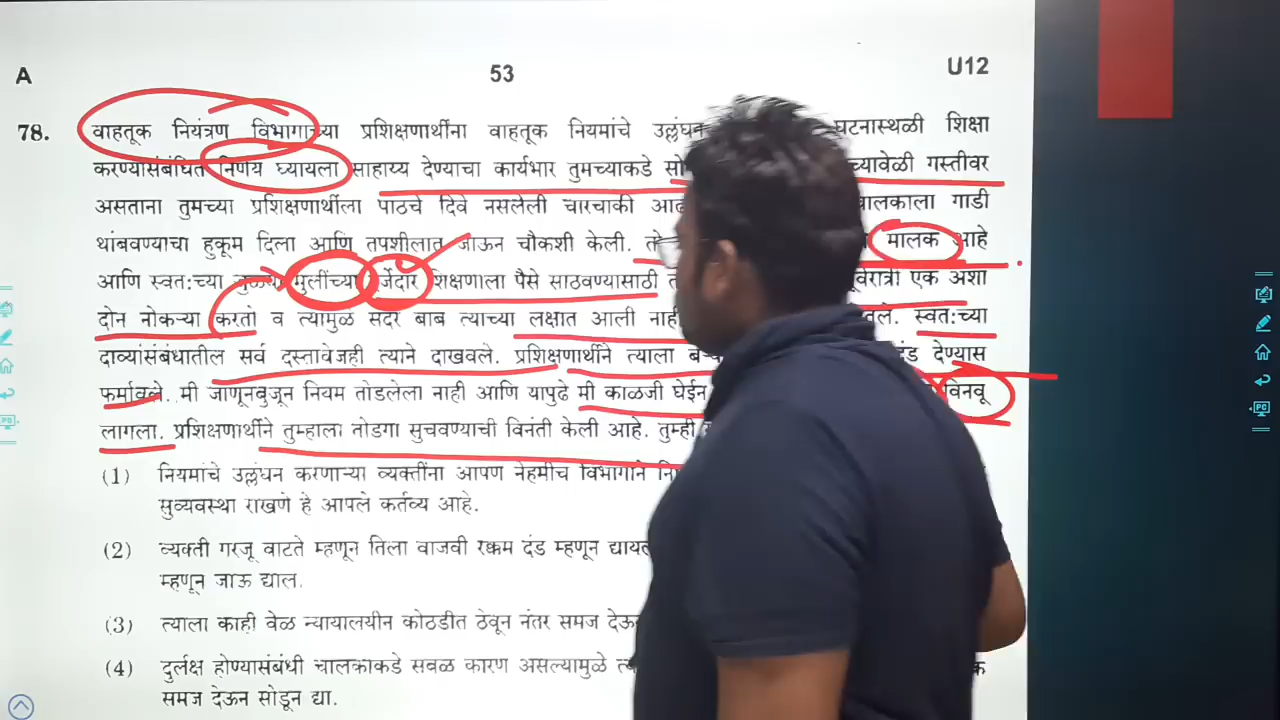 A 53 U12
78. वाहतूक नियंत्रण विभागाच्या प्रशिक्षणार्थींना वाहतूक नियमांचे उल्लंघन घटनास्थळी शिक्षा
करण्यासंबंधित निर्णय घ्यायला साहाय्य देण्याचा कार्यभार तुमच्याकडे गस्तीवर
असताना तुमच्या प्रशिक्षणार्थीला पाठचे दिवे नसलेली चारचाकी गाडी
थांबवण्याचा हुकूम दिला आणि तपशीलात जाऊन चौकशी केली. मालक आहे
आणि स्वतःच्या मुलींच्या दर्जेदार शिक्षणाला पैसे साठवण्यासाठी एक अशा
दोन नोकऱ्या करतो व त्यामुळे सदर बाब त्याच्या लक्षात आली नाही स्वतःच्या
दाव्यांसंबंधातील सर्व दस्तावेजही त्याने दाखवले. प्रशिक्षणार्थीने त्याला देण्यास
फर्मावले. मी जाणूनबुजून नियम तोडलेला नाही आणि यापुढे मी काळजी घेईन विनवू
लागला. प्रशिक्षणार्थीने तुम्हाला तोडगा सुचवण्याची विनंती केली आहे. तुम्ही
(1) नियमांचे उल्लंघन करणाऱ्या व्यक्तींना आपण नेहमीच विभागाने
सुव्यवस्था राखणे हे आपले कर्तव्य आहे.
(2) व्यक्ती गरजू वाटते म्हणून तिला वाजवी रक्कम दंड म्हणून
म्हणून जाऊ द्याल.
(3) त्याला काही वेळ न्यायालयीन कोठडीत ठेवून नंतर समज
(4) दुर्लक्ष होण्यासंबंधी चालकाकडे सबळ कारण असल्यामुळे
समज देऊन सोडून द्या.